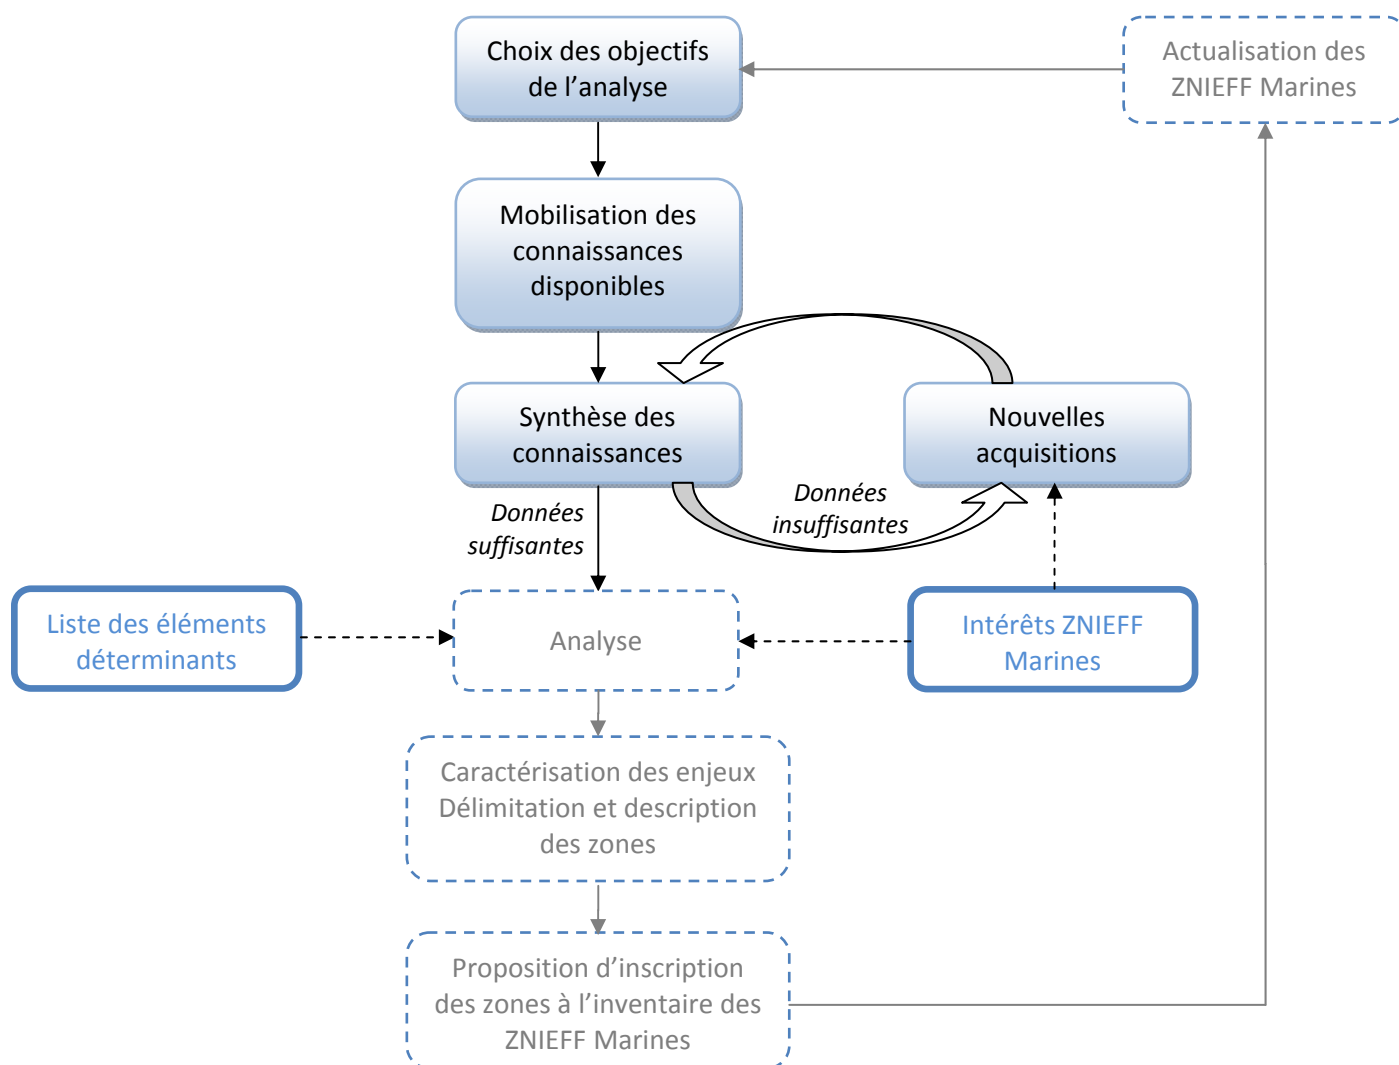 Choix des objectifs
de l’analyse
Actualisation des
ZNIEFF Marines
Mobilisation des
connaissances
disponibles
Synthèse des
connaissances
Nouvelles
acquisitions
Données
suffisantes
Données
insuffisantes
Liste des éléments
déterminants
Analyse
Intérêts ZNIEFF
Marines
Caractérisation des enjeux
Délimitation et description
des zones
Proposition d’inscription
des zones à l’inventaire des
ZNIEFF Marines